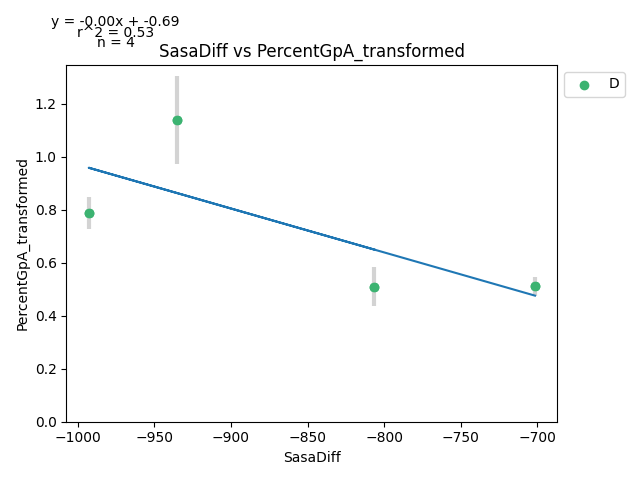 y = -0.00x + -0.69
r^2 = 0.53
n = 4
SasaDiff vs PercentGpA_transformed
D
PercentGpA_transformed
1.2
1.0
0.8
0.6
0.4
0.2
0.0
−1000 −950 −900 −850 −800 −750 −700
SasaDiff